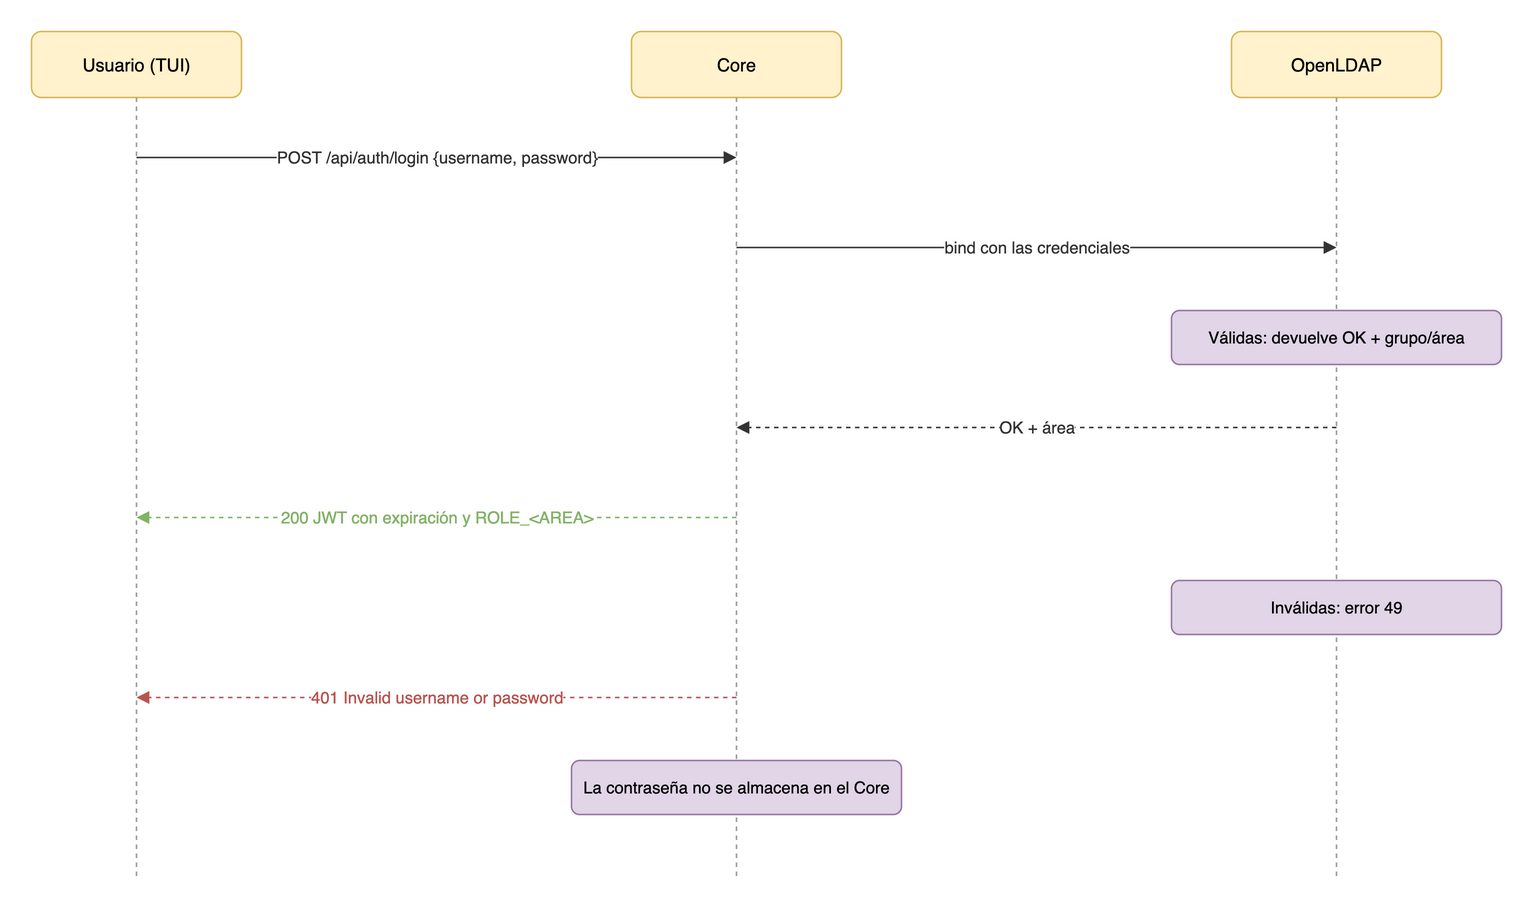 Usuario (TUI)
Core
OpenLDAP
POST /api/auth/login {username, password}
bind con las credenciales
Válidas: devuelve OK + grupo/área
OK + área
200 JWT con expiración y ROLE_<AREA>
Inválidas: error 49
401 Invalid username or password
La contraseña no se almacena en el Core